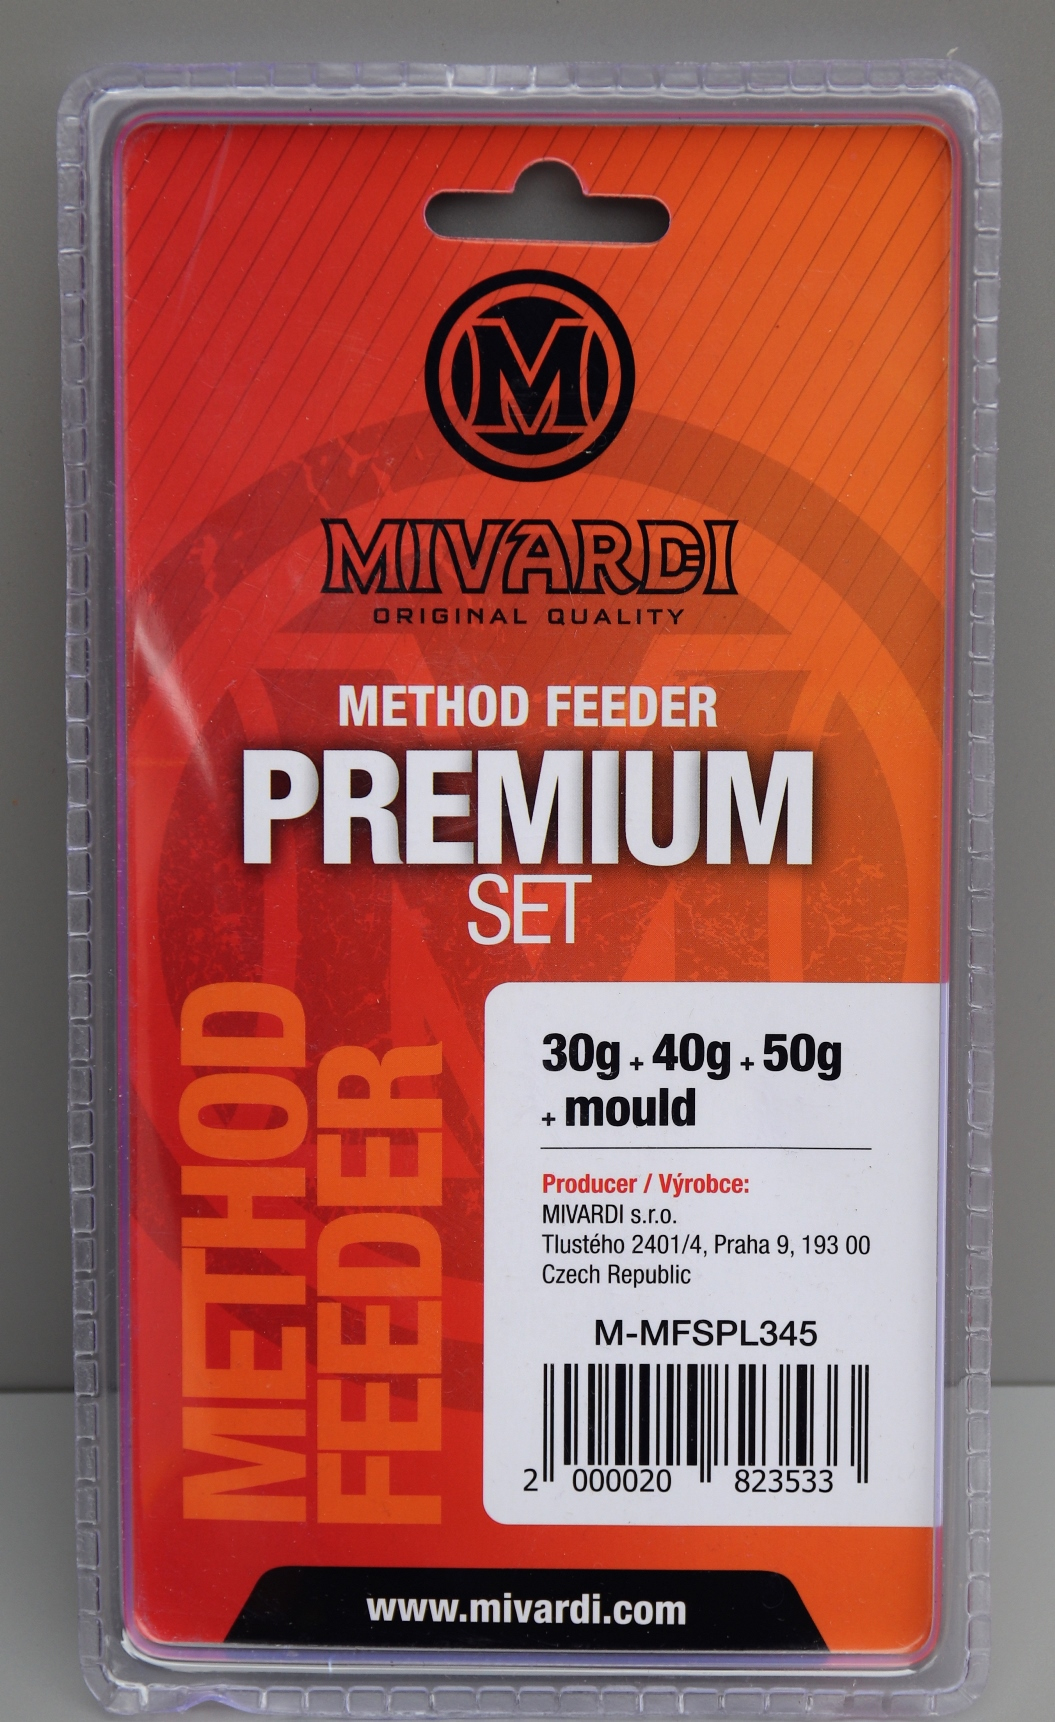 M
MIVARDI
ORIGINAL QUALITY
METHOD FEEDER
PREMIUM
SET
METHOD
FEEDER
30g + 40g + 50g
+ mould
Producer / Výrobce:
MIVARDI s.r.o.
Tlustého 2401/4, Praha 9, 193 00
Czech Republic
M-MFSPL345
2 000020 823533
www.mivardi.com